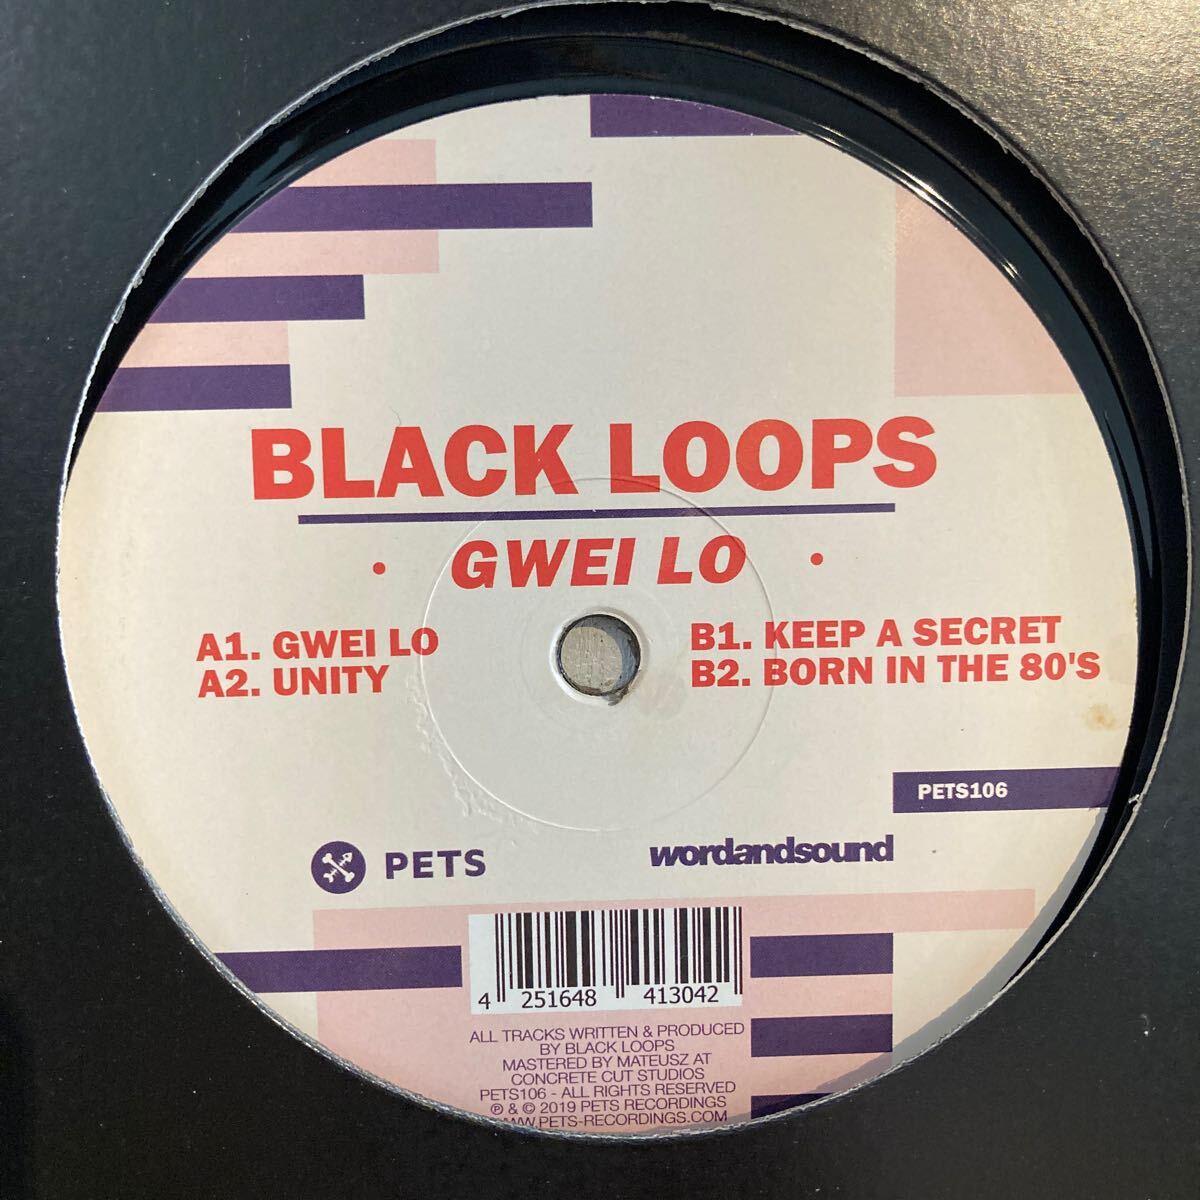 BLACK LOOPS
• GWEI LO •
A1. GWEI LO
A2. UNITY
B1. KEEP A SECRET
B2. BORN IN THE 80'S
PETS106
PETS
wordandsound
4 251648 413042
ALL TRACKS WRITTEN & PRODUCED
BY BLACK LOOPS
MASTERED BY MATEUSZ AT
CONCRETE CUT STUDIOS
PETS106 - ALL RIGHTS RESERVED
℗ & © 2019 PETS RECORDINGS
WWW.PETS-RECORDINGS.COM